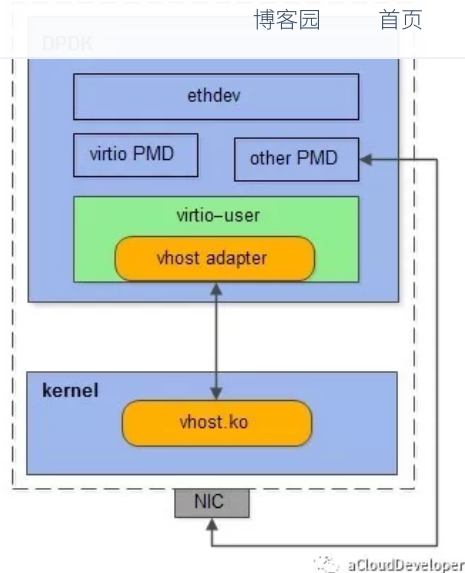 博客园 首页
DPDK
ethdev
virtio PMD other PMD
virtio-user
vhost adapter
kernel
vhost.ko
NIC
aCloudDeveloper